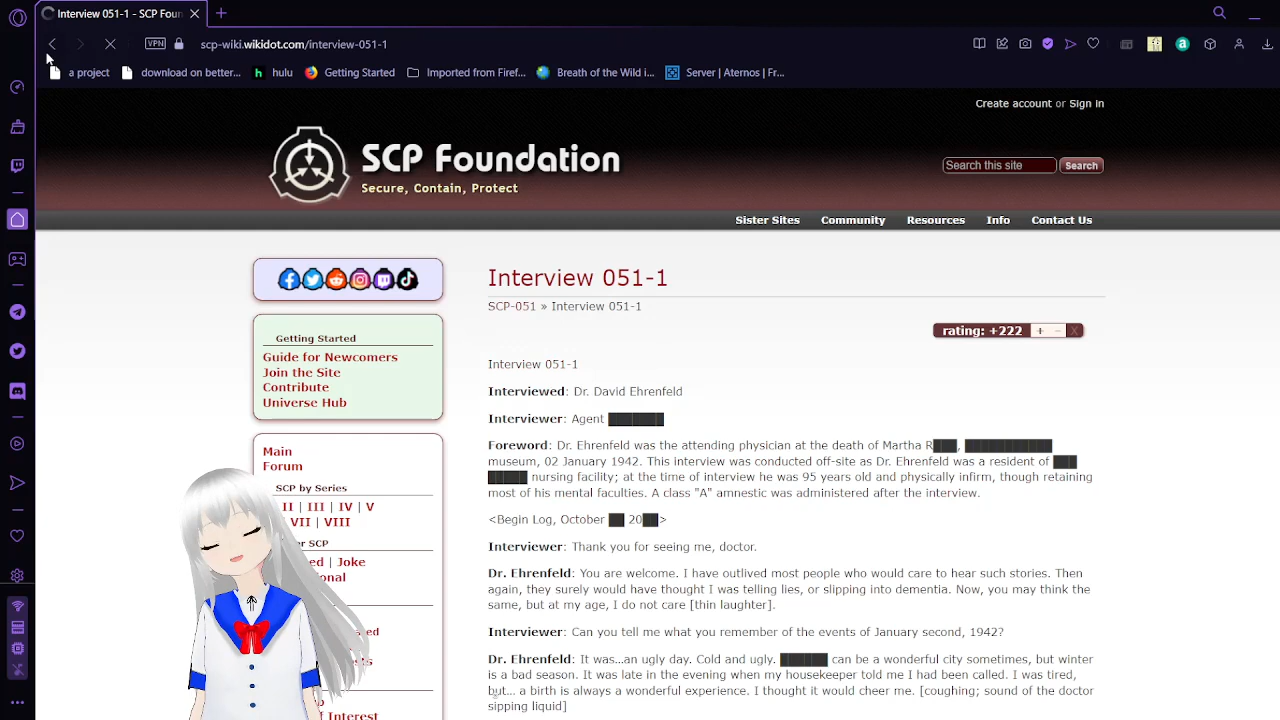 Interview 051-1 - SCP Foun
VPN scp-wiki.wikidot.com/interview-051-1
a project download on better... hulu Getting Started Imported from Firef... Breath of the Wild i... Server | Aternos | Fr...
Create account or Sign in
SCP Foundation
Secure, Contain, Protect
Search this site Search
Sister Sites Community Resources Info Contact Us
Getting Started
Guide for Newcomers
Join the Site
Contribute
Universe Hub
Main
Forum
SCP by Series
II | III | IV | V
VII | VIII
SCP
| Joke
Interest
Interview 051-1
SCP-051 » Interview 051-1
rating: +222 + − X
Interview 051-1
Interviewed: Dr. David Ehrenfeld
Interviewer: Agent ███████
Foreword: Dr. Ehrenfeld was the attending physician at the death of Martha R███, ███████████
museum, 02 January 1942. This interview was conducted off-site as Dr. Ehrenfeld was a resident of ███
█████ nursing facility; at the time of interview he was 95 years old and physically infirm, though retaining
most of his mental faculties. A class "A" amnestic was administered after the interview.
<Begin Log, October ██ 20██>
Interviewer: Thank you for seeing me, doctor.
Dr. Ehrenfeld: You are welcome. I have outlived most people who would care to hear such stories. Then
again, they surely would have thought I was telling lies, or slipping into dementia. Now, you may think the
same, but at my age, I do not care [thin laughter].
Interviewer: Can you tell me what you remember of the events of January second, 1942?
Dr. Ehrenfeld: It was...an ugly day. Cold and ugly. ██████ can be a wonderful city sometimes, but winter
is a bad season. It was late in the evening when my housekeeper told me I had been called. I was tired,
but... a birth is always a wonderful experience. I thought it would cheer me. [coughing; sound of the doctor
sipping liquid]